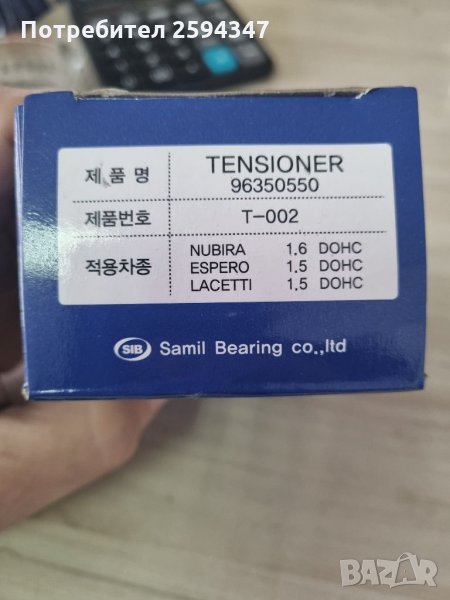 Потребител 2594347
제 품 명 TENSIONER
96350550
제품번호 T-002
적용차종 NUBIRA 1.6 DOHC
ESPERO 1.5 DOHC
LACETTI 1.5 DOHC
SIB Samil Bearing co.,ltd
BAZAR